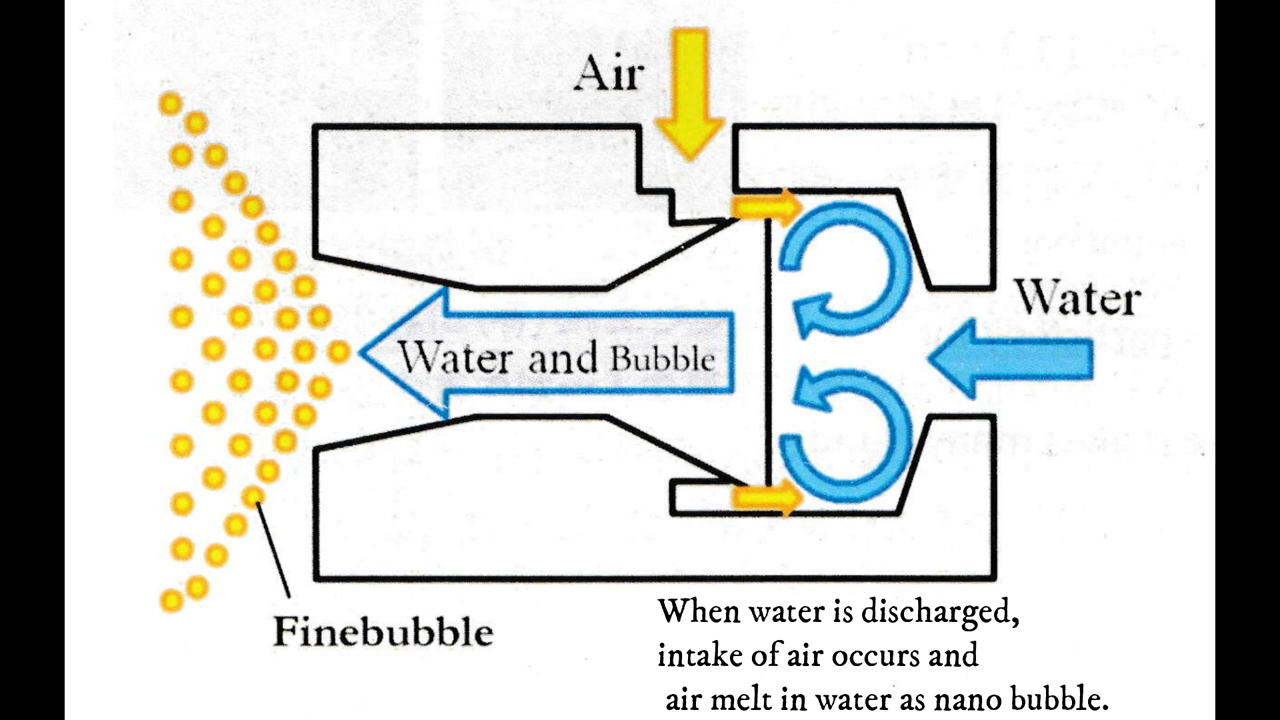 Air
Water
Water and Bubble
Finebubble
When water is discharged,
intake of air occurs and
air melt in water as nano bubble.